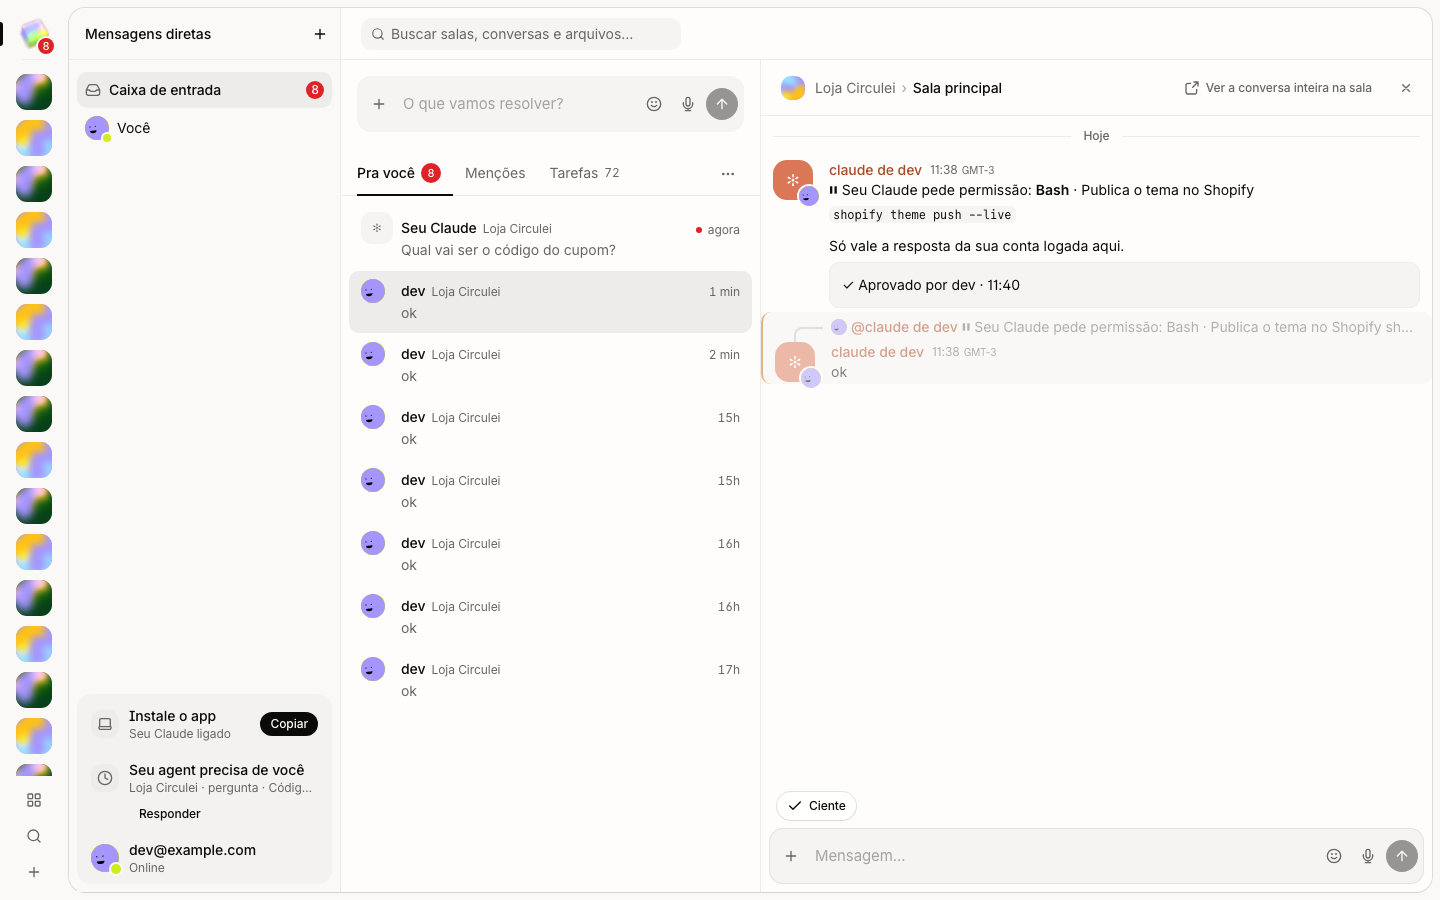 8
Mensagens diretas
Caixa de entrada 8
Você
Instale o app
Seu Claude ligado
Copiar
Seu agent precisa de você
Loja Circulei · pergunta · Códig...
Responder
dev@example.com
Online
Buscar salas, conversas e arquivos...
O que vamos resolver?
Pra você 8 Menções Tarefas 72
Seu Claude Loja Circulei agora
Qual vai ser o código do cupom?
dev Loja Circulei 1 min
ok
dev Loja Circulei 2 min
ok
dev Loja Circulei 15h
ok
dev Loja Circulei 15h
ok
dev Loja Circulei 16h
ok
dev Loja Circulei 16h
ok
dev Loja Circulei 17h
ok
Loja Circulei › Sala principal Ver a conversa inteira na sala
Hoje
claude de dev 11:38 GMT-3
Seu Claude pede permissão: Bash · Publica o tema no Shopify
shopify theme push --live
Só vale a resposta da sua conta logada aqui.
✓ Aprovado por dev · 11:40
@claude de dev Seu Claude pede permissão: Bash · Publica o tema no Shopify sh...
claude de dev 11:38 GMT-3
ok
Ciente
Mensagem...